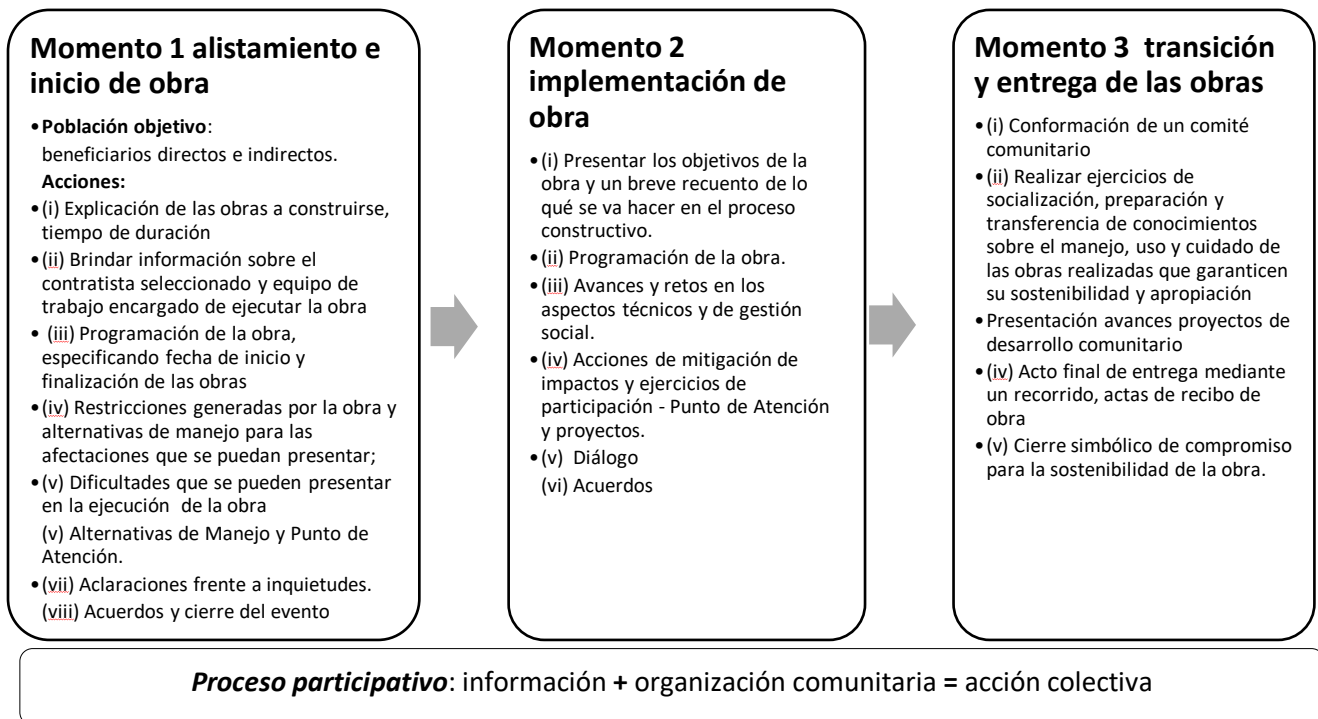 Momento 1 alistamiento e
inicio de obra
•Población objetivo:
beneficiarios directos e indirectos.
Acciones:
•(i) Explicación de las obras a construirse,
tiempo de duración
•(ii) Brindar información sobre el
contratista seleccionado y equipo de
trabajo encargado de ejecutar la obra
• (iii) Programación de la obra,
especificando fecha de inicio y
finalización de las obras
•(iv) Restricciones generadas por la obra y
alternativas de manejo para las
afectaciones que se puedan presentar;
•(v) Dificultades que se pueden presentar
en la ejecución de la obra
(v) Alternativas de Manejo y Punto de
Atención.
•(vii) Aclaraciones frente a inquietudes.
(viii) Acuerdos y cierre del evento
Momento 2
implementación de
obra
•(i) Presentar los objetivos de la
obra y un breve recuento de lo
qué se va hacer en el proceso
constructivo.
•(ii) Programación de la obra.
•(iii) Avances y retos en los
aspectos técnicos y de gestión
social.
•(iv) Acciones de mitigación de
impactos y ejercicios de
participación - Punto de Atención
y proyectos.
•(v) Diálogo
(vi) Acuerdos
Momento 3 transición
y entrega de las obras
•(i) Conformación de un comité
comunitario
•(ii) Realizar ejercicios de
socialización, preparación y
transferencia de conocimientos
sobre el manejo, uso y cuidado de
las obras realizadas que garanticen
su sostenibilidad y apropiación
•Presentación avances proyectos de
desarrollo comunitario
•(iv) Acto final de entrega mediante
un recorrido, actas de recibo de
obra
•(v) Cierre simbólico de compromiso
para la sostenibilidad de la obra.
Proceso participativo: información + organización comunitaria = acción colectiva